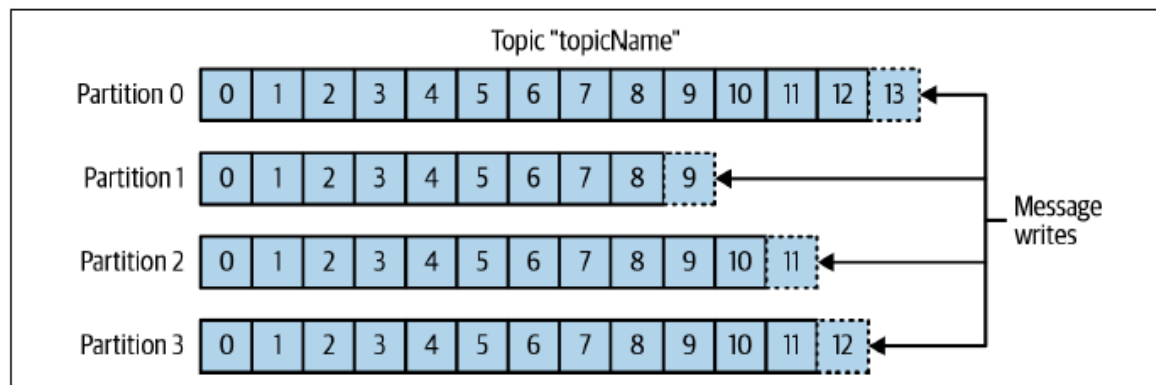 Topic "topicName"
Partition 0 0 1 2 3 4 5 6 7 8 9 10 11 12 13
Partition 1 0 1 2 3 4 5 6 7 8 9
Partition 2 0 1 2 3 4 5 6 7 8 9 10 11
Partition 3 0 1 2 3 4 5 6 7 8 9 10 11 12
Message
writes